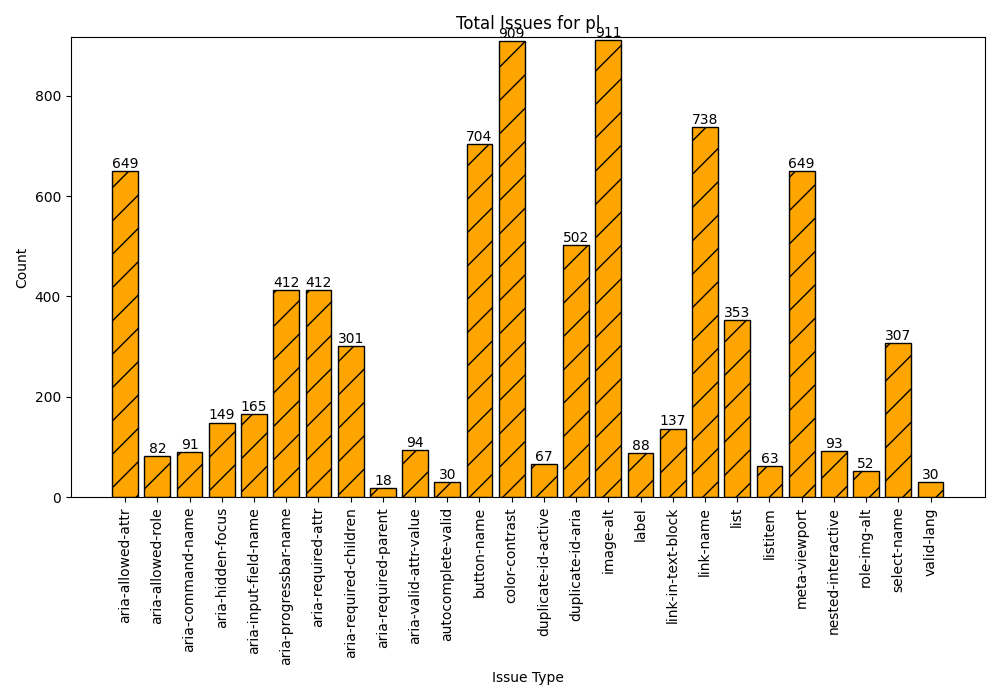 Total Issues for pl
909
911
738
704
649
649
502
412
412
353
301
307
165
149
137
82
91
94
88
93
67
63
52
18
30
30
800
600
400
200
0
Count
aria-allowed-attr
aria-allowed-role
aria-command-name
aria-hidden-focus
aria-input-field-name
aria-progressbar-name
aria-required-attr
aria-required-children
aria-required-parent
aria-valid-attr-value
autocomplete-valid
button-name
color-contrast
duplicate-id-active
duplicate-id-aria
image-alt
label
link-in-text-block
link-name
list
listitem
meta-viewport
nested-interactive
role-img-alt
select-name
valid-lang
Issue Type